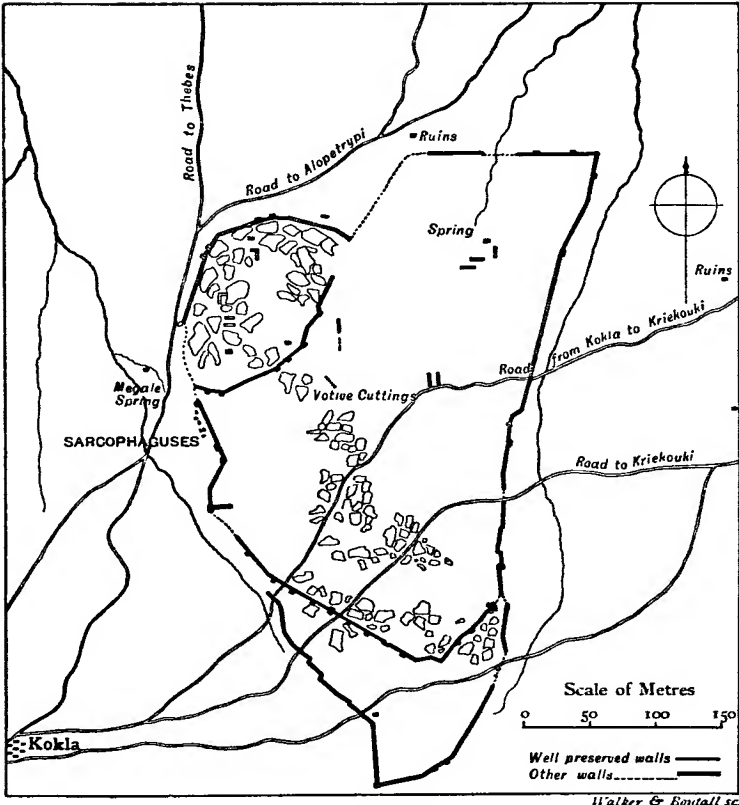 Road to Thebes
Road to Alopetrypi
Ruins
Spring
Ruins
Road from Kokla to Kriekouki
Megale
Spring
Votive Cuttings
SARCOPHAGUSES
Road to Kriekouki
Scale of Metres
0 50 100 150
Kokla
Well preserved walls
Other walls
Walker & Boutall sc